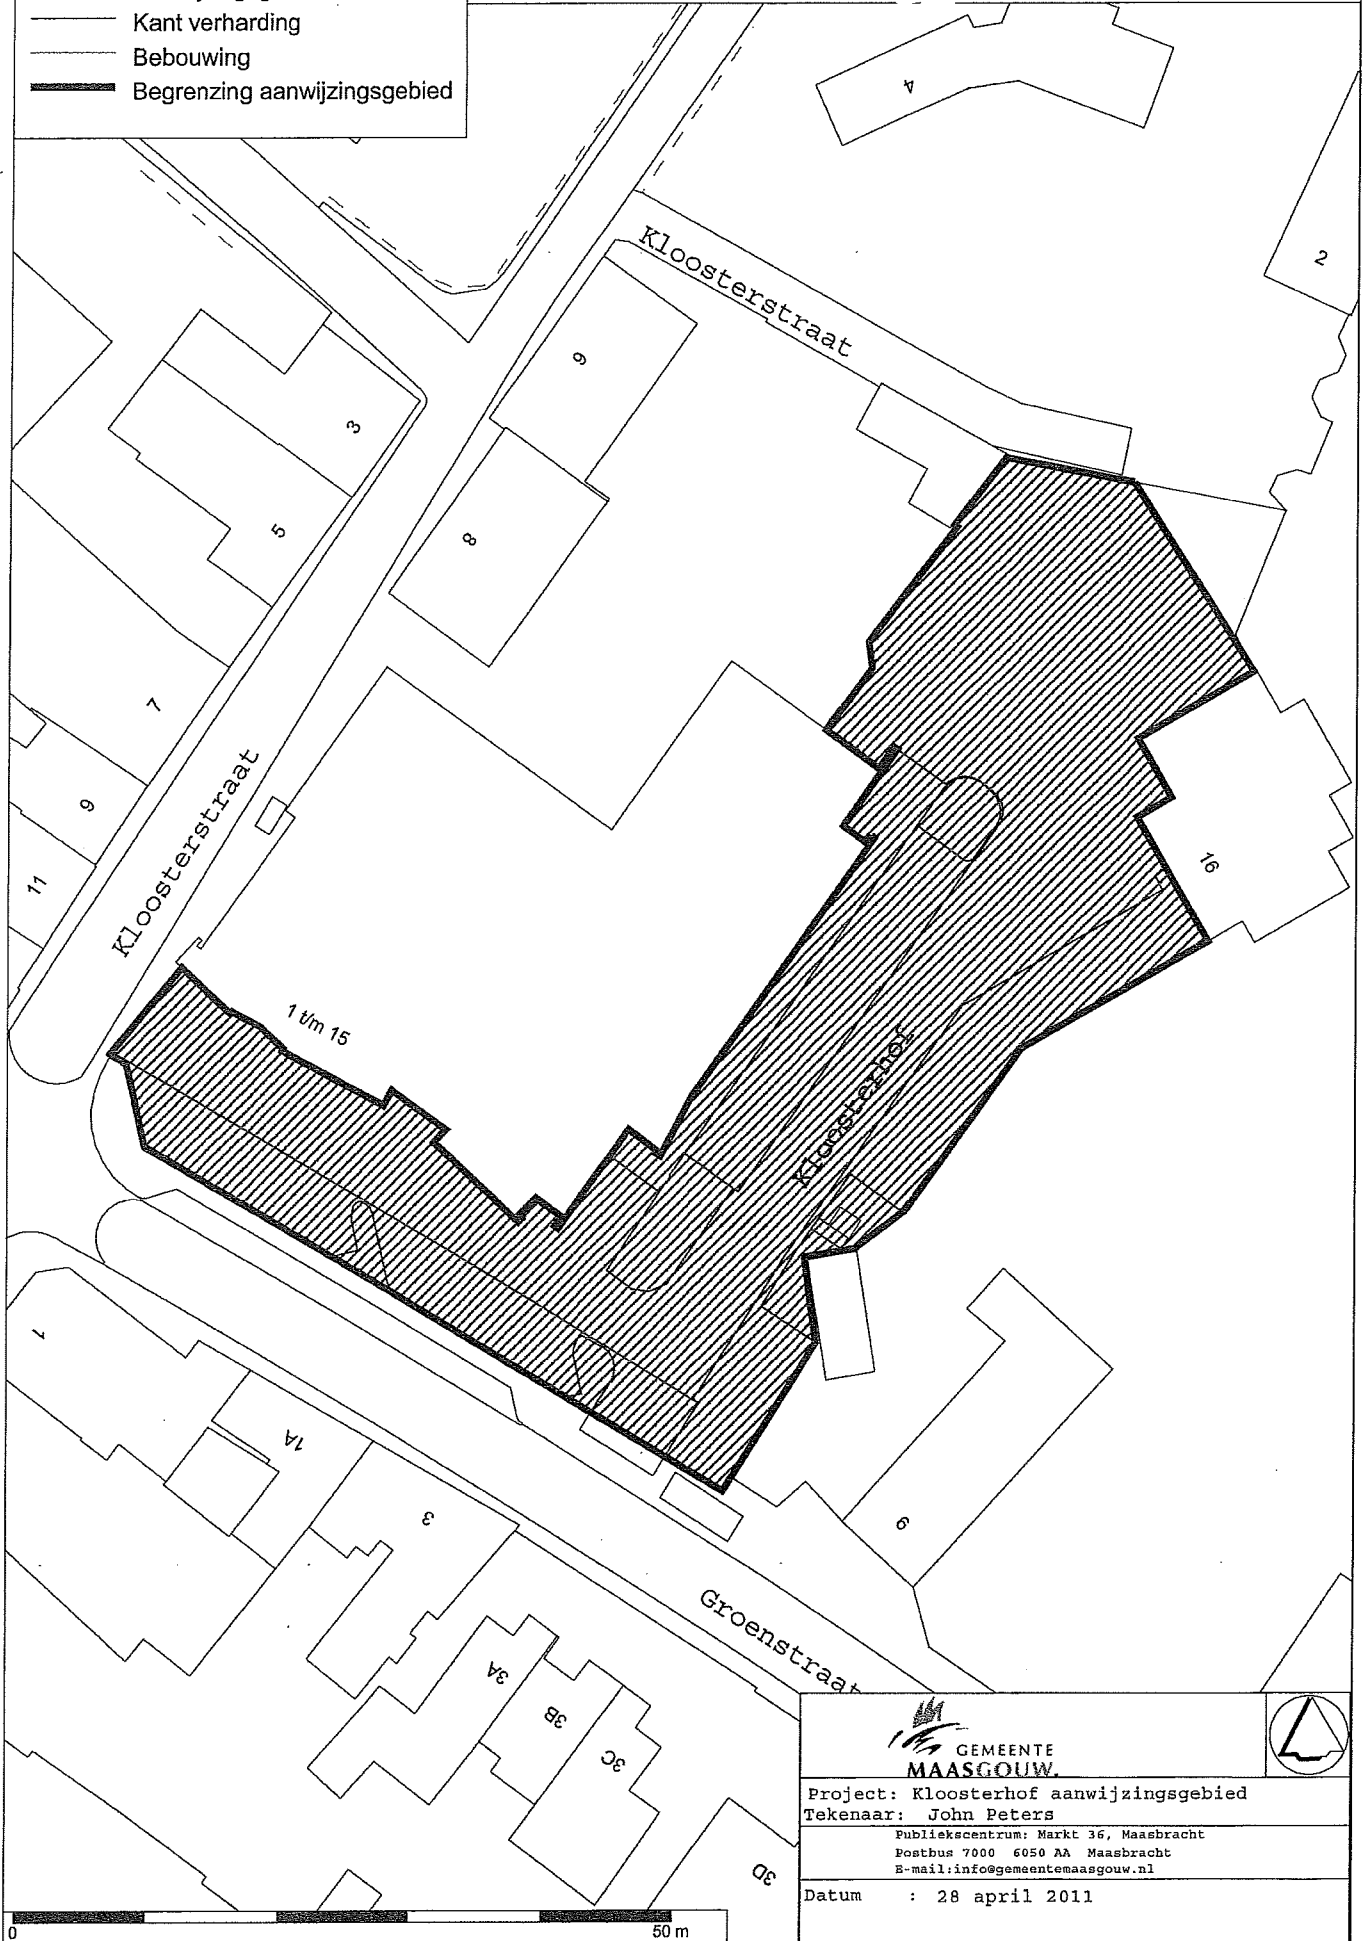 Kant verharding
Bebouwing
Begrenzing aanwijzingsgebied
4
2
Kloosterstraat
9
3
8
5
7
Kloosterstraat
9
16
11
1 t/m 15
Kloosterhof
1
1A
3
9
Groenstraat
3A
3B
3C
3D
GEMEENTE
MAASGOUW.
Project: Kloosterhof aanwijzingsgebied
Tekenaar: John Peters
Publiekscentrum: Markt 36, Maasbracht
Postbus 7000 6050 AA Maasbracht
E-mail:info@gemeentemaasgouw.nl
Datum : 28 april 2011
0
50 m